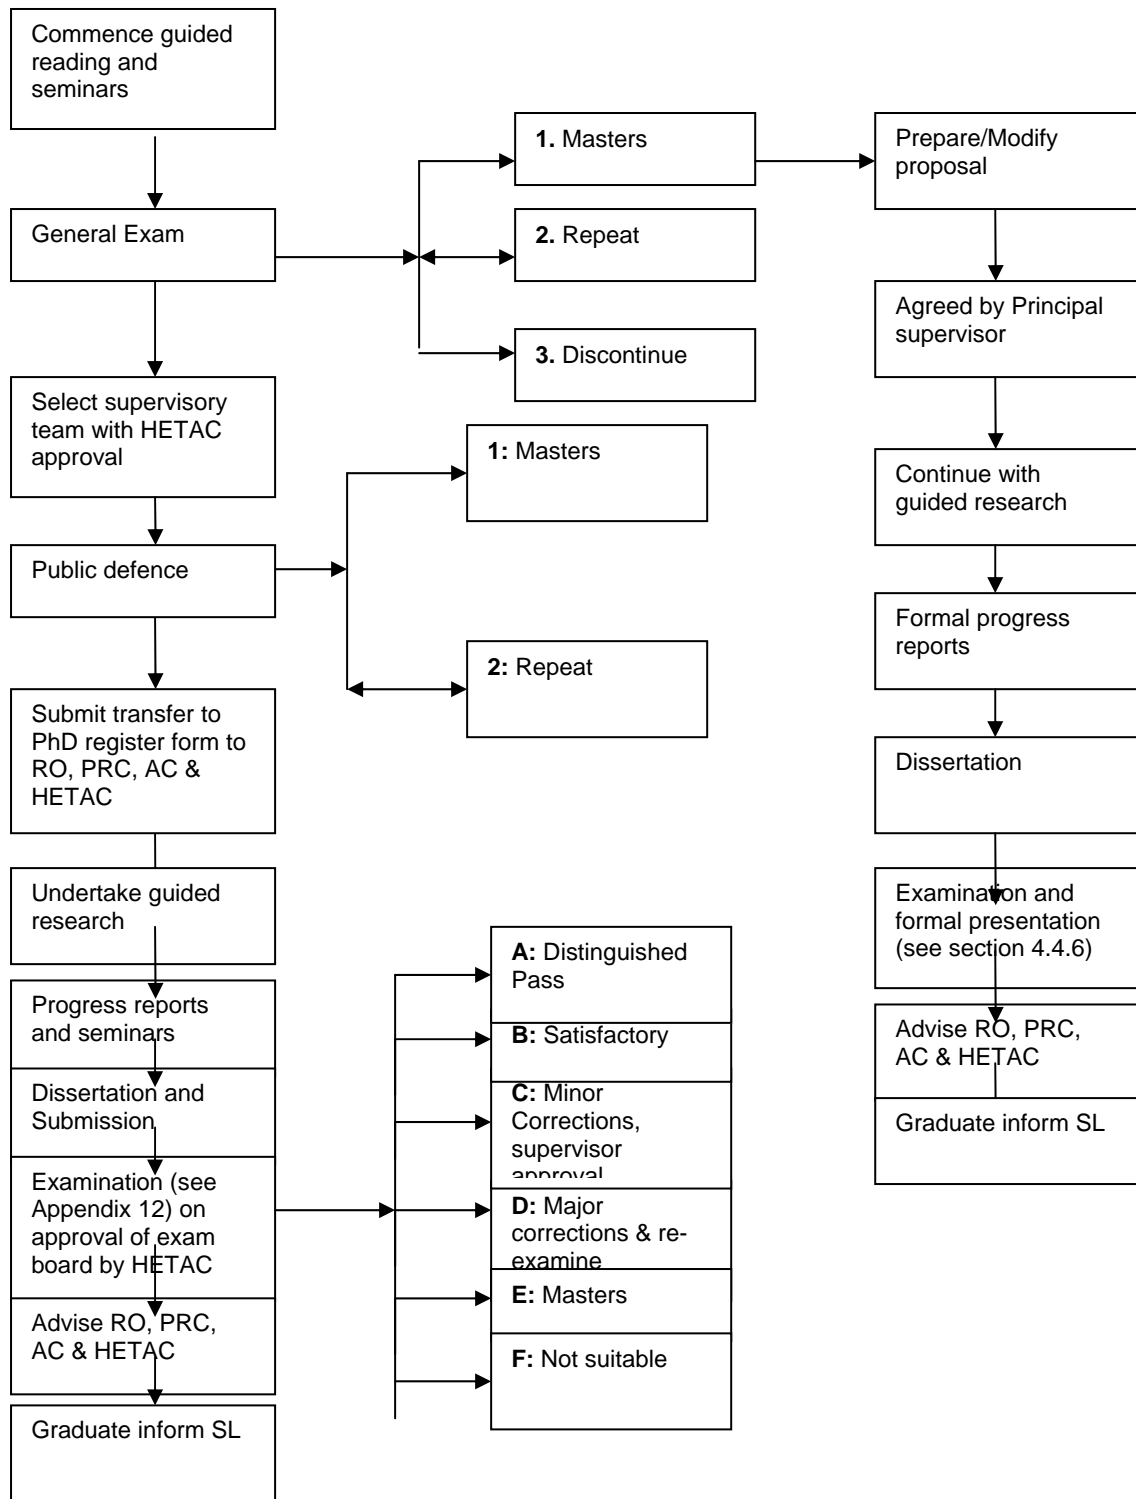 Commence guided
reading and
seminars
General Exam
Select supervisory
team with HETAC
approval
Public defence
Submit transfer to
PhD register form to
RO, PRC, AC &
HETAC
Undertake guided
research
Progress reports
and seminars
Dissertation and
Submission
Examination (see
Appendix 12) on
approval of exam
board by HETAC
Advise RO, PRC,
AC & HETAC
Graduate inform SL
1. Masters
2. Repeat
3. Discontinue
1: Masters
2: Repeat
A: Distinguished
Pass
B: Satisfactory
C: Minor
Corrections,
supervisor
approval
D: Major
corrections & re-
examine
E: Masters
F: Not suitable
Prepare/Modify
proposal
Agreed by Principal
supervisor
Continue with
guided research
Formal progress
reports
Dissertation
Examination and
formal presentation
(see section 4.4.6)
Advise RO, PRC,
AC & HETAC
Graduate inform SL